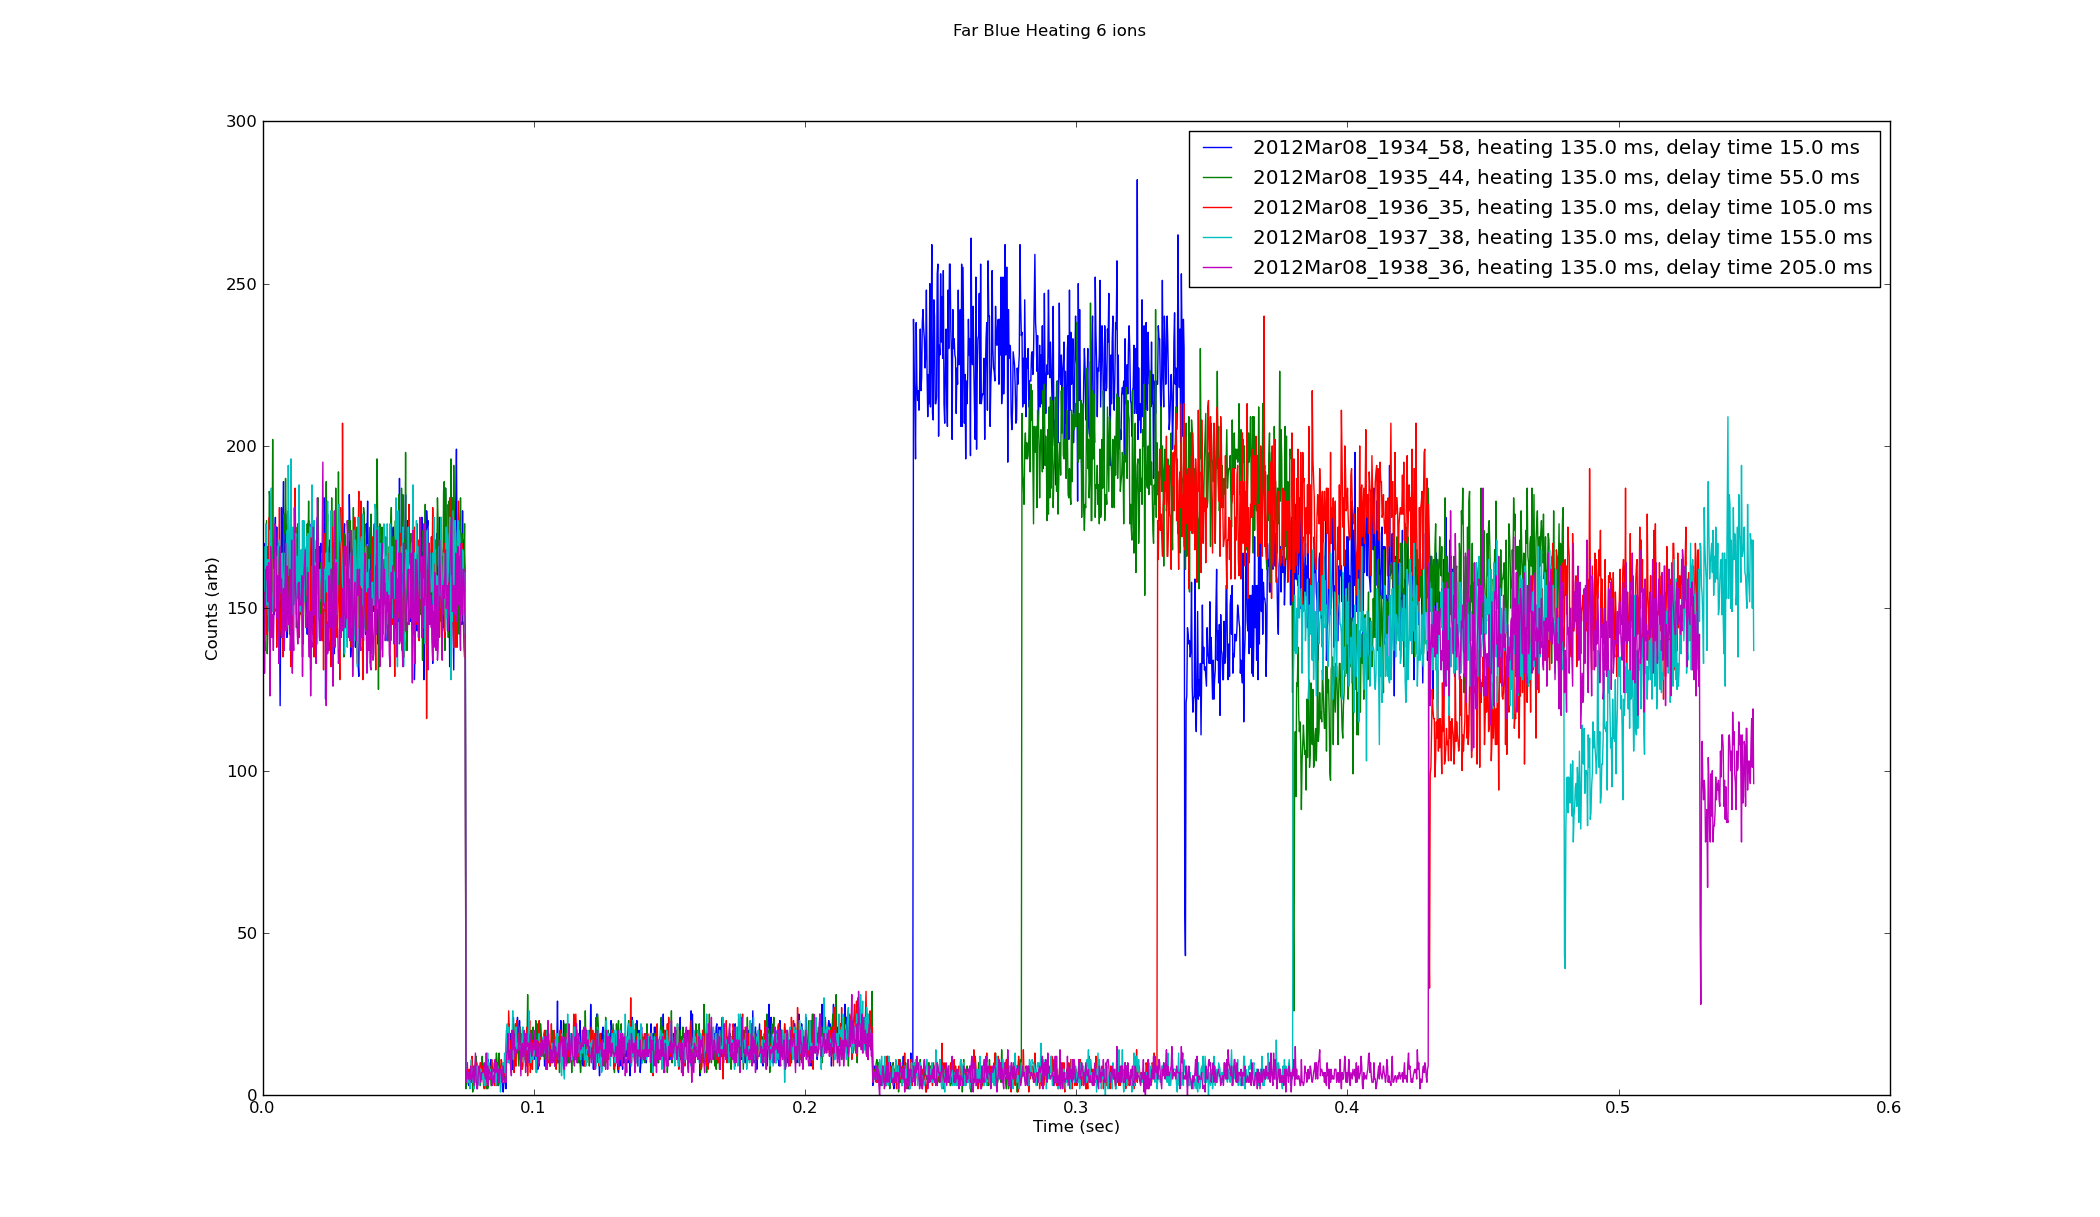 Far Blue Heating 6 ions
300
250
200
150
100
50
0
Counts (arb)
2012Mar08_1934_58, heating 135.0 ms, delay time 15.0 ms
2012Mar08_1935_44, heating 135.0 ms, delay time 55.0 ms
2012Mar08_1936_35, heating 135.0 ms, delay time 105.0 ms
2012Mar08_1937_38, heating 135.0 ms, delay time 155.0 ms
2012Mar08_1938_36, heating 135.0 ms, delay time 205.0 ms
0.0 0.1 0.2 0.3 0.4 0.5 0.6
Time (sec)